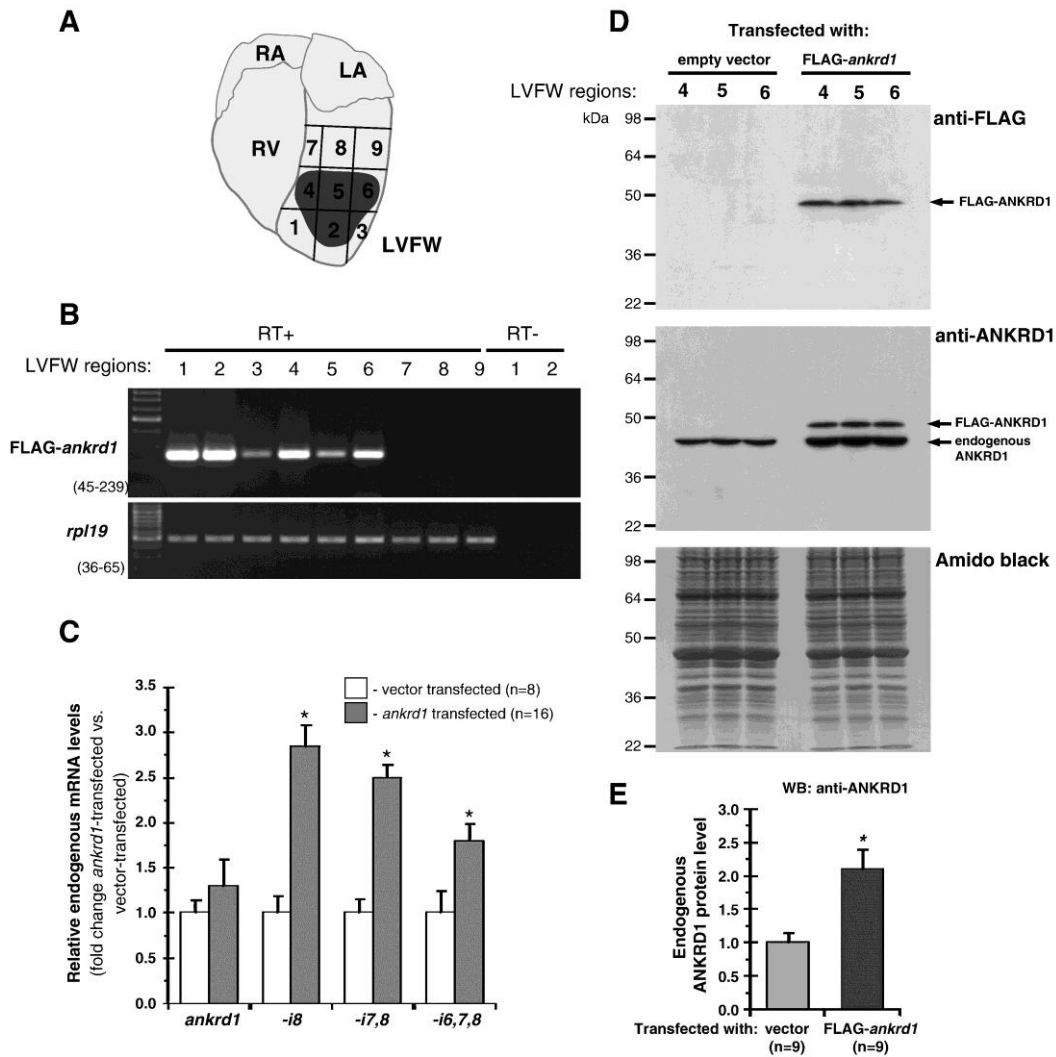 A
RA
LA
RV
7 8 9
4 5 6
1 2 3
LVFW
B
RT+ RT-
LVFW regions: 1 2 3 4 5 6 7 8 9 1 2
FLAG-ankrd1
(45-239)
rpl19
(36-65)
C
Relative endogenous mRNA levels
(fold change ankrd1-transfected vs.
vector-transfected)
3.5
3.0
2.5
2.0
1.5
1.0
0.5
0.0
- vector transfected (n=8)
- ankrd1 transfected (n=16)
* * *
ankrd1 -i8 -i7,8 -i6,7,8
D
Transfected with:
empty vector FLAG-ankrd1
LVFW regions: 4 5 6 4 5 6
kDa
anti-FLAG
98
64
50
36
22
FLAG-ANKRD1
anti-ANKRD1
98
64
50
36
22
FLAG-ANKRD1
endogenous
ANKRD1
Amido black
98
64
50
36
22
E
WB: anti-ANKRD1
Endogenous
ANKRD1 protein level
3.0
2.5
2.0
1.5
1.0
0.5
0.0
*
Transfected with: vector FLAG-ankrd1
(n=9) (n=9)